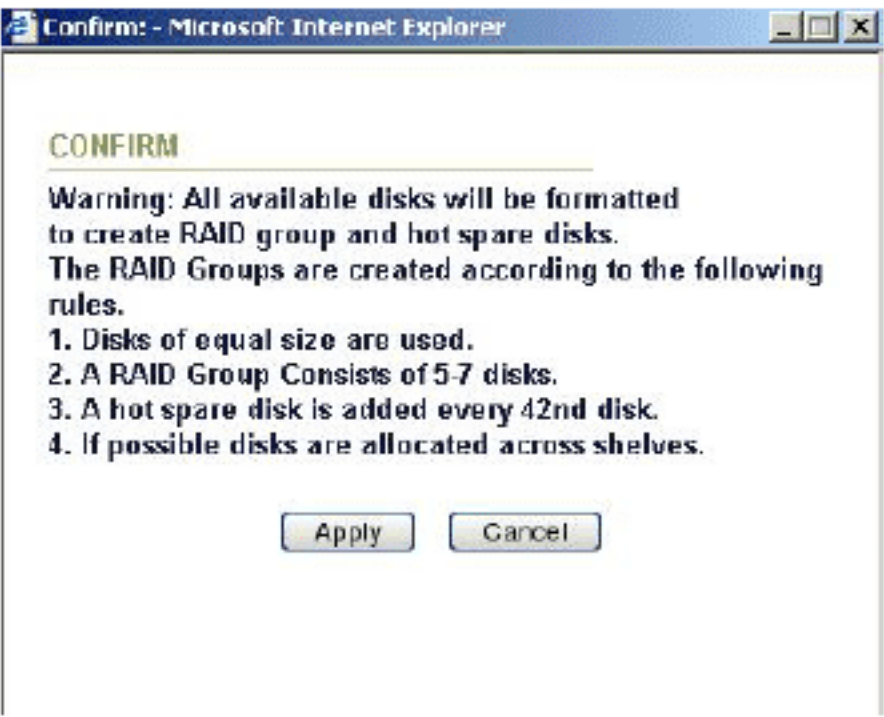 Confirm: - Microsoft Internet Explorer
CONFIRM
Warning: All available disks will be formatted
to create RAID group and hot spare disks.
The RAID Groups are created according to the following
rules.
1. Disks of equal size are used.
2. A RAID Group Consists of 5-7 disks.
3. A hot spare disk is added every 42nd disk.
4. If possible disks are allocated across shelves.
Apply Cancel